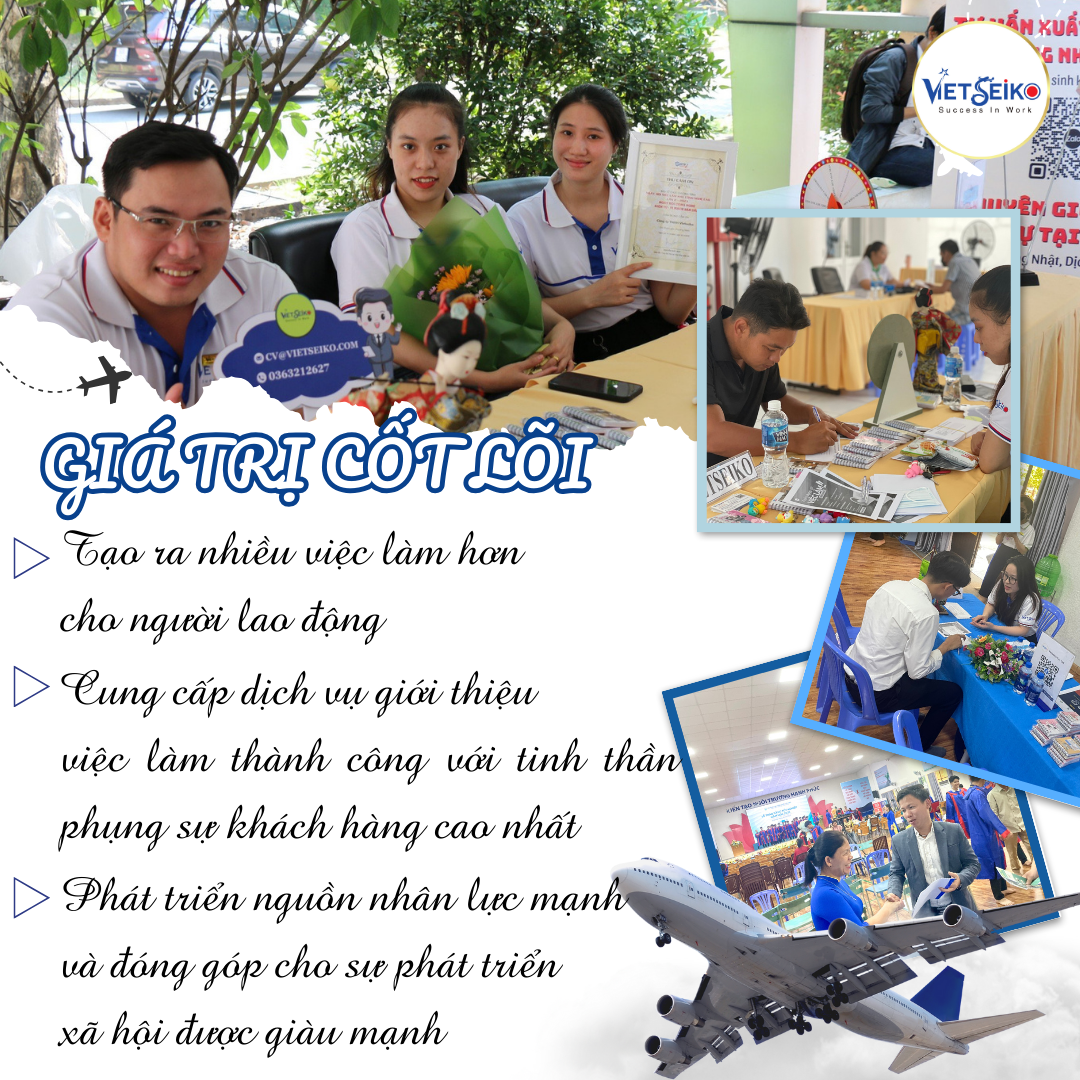 VIETSEIKO
Success In Work
VIETSEIKO
CV@VIETSEIKO.COM
0363212627
GIÁ TRỊ CỐT LÕI
Tạo ra nhiều việc làm hơn
cho người lao động
Cung cấp dịch vụ giới thiệu
việc làm thành công với tinh thần
phụng sự khách hàng cao nhất
Phát triển nguồn nhân lực mạnh
và đóng góp cho sự phát triển
xã hội được giàu mạnh